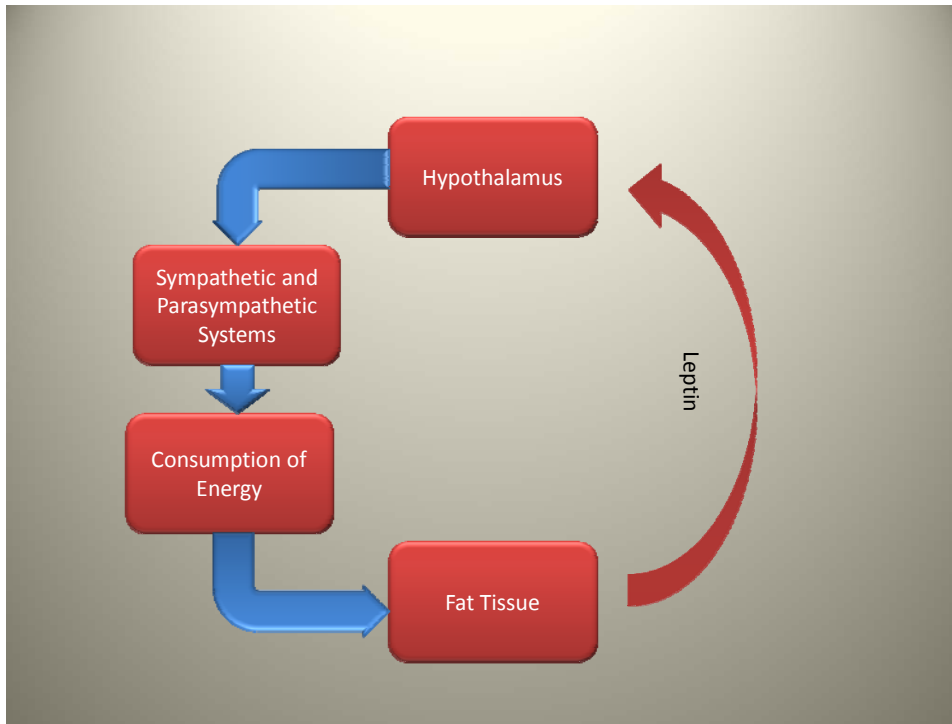 Hypothalamus
Sympathetic and
Parasympathetic
Systems
Leptin
Consumption of
Energy
Fat Tissue